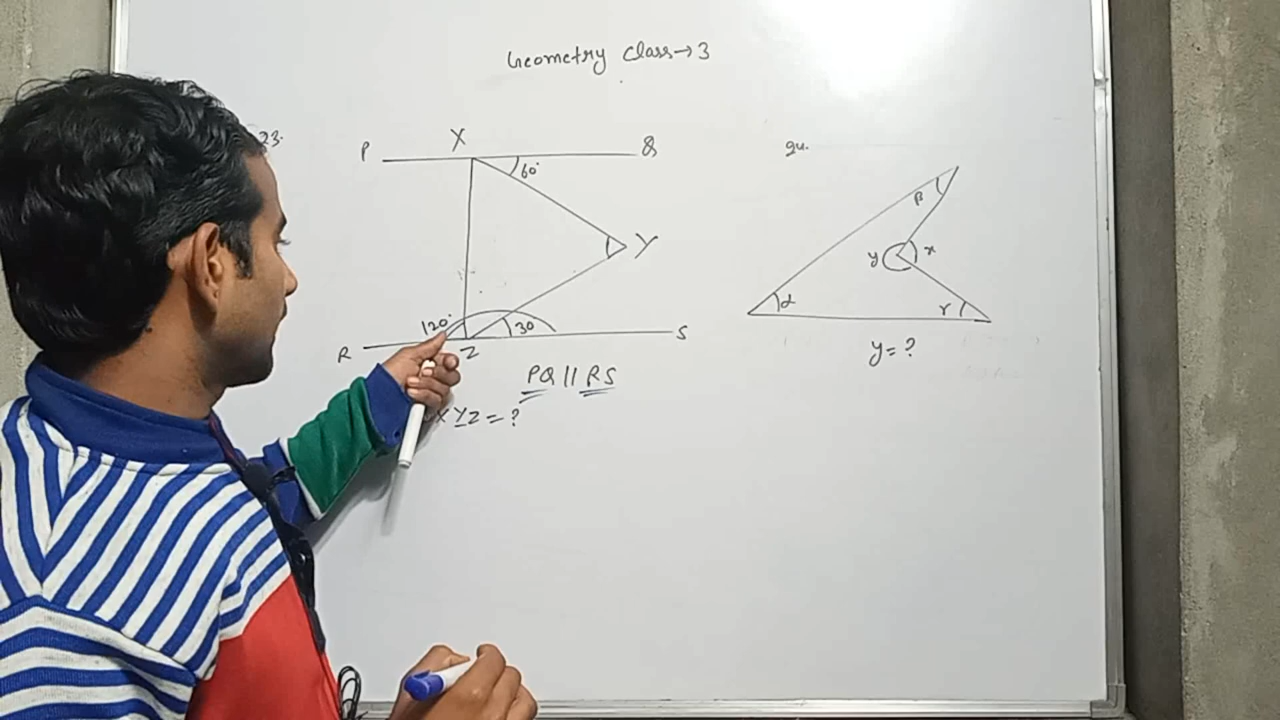 Geometry Class→3
23.
P X Q
60°
Y
120° 30
R Z S
PQ || RS
XYZ = ?
24.
β
y x
α r
y = ?